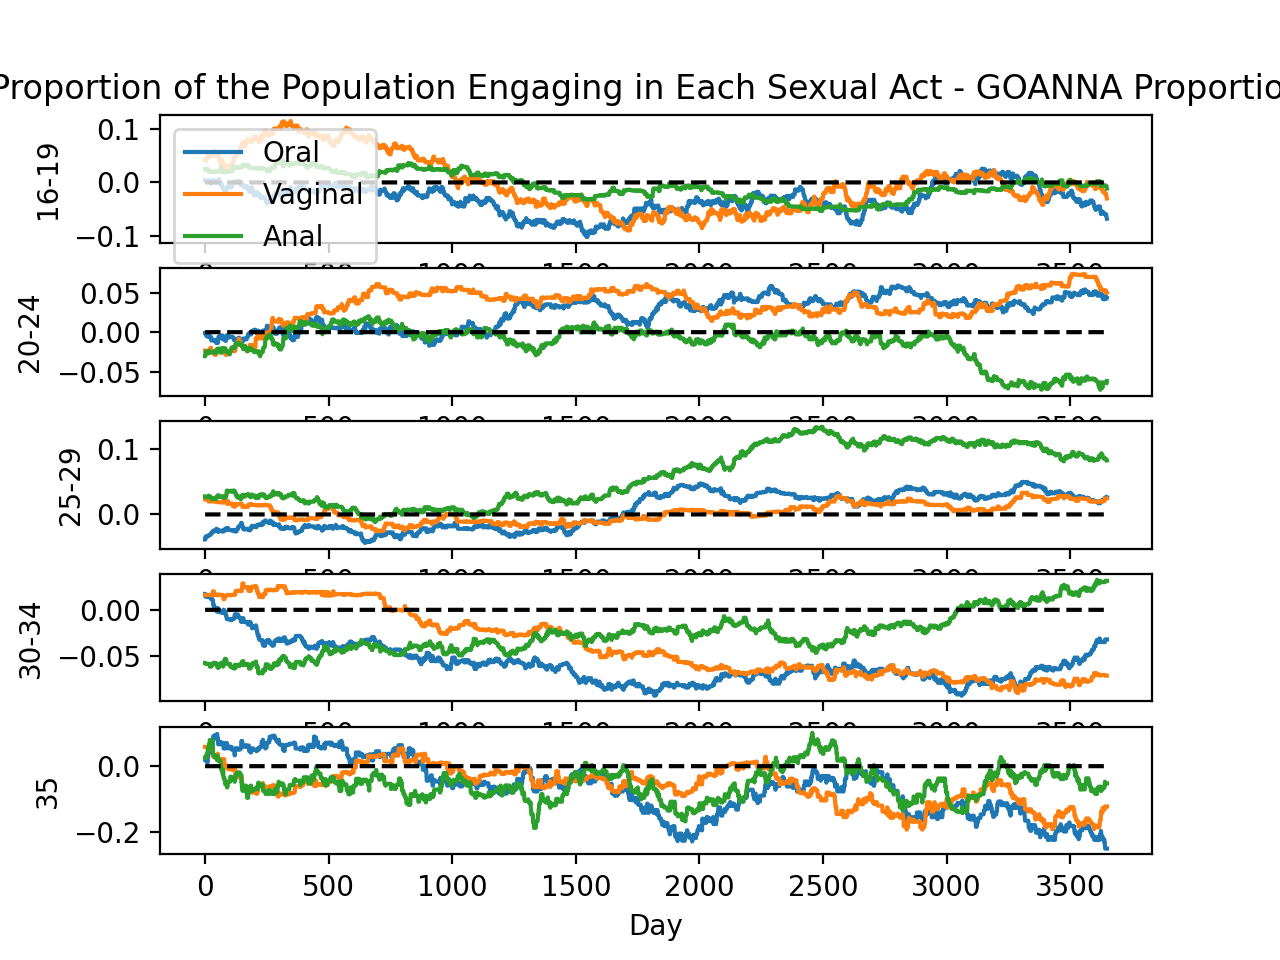 Proportion of the Population Engaging in Each Sexual Act - GOANNA Proportio
16-19
0.1
0.0
−0.1
Oral
Vaginal
Anal
20-24
0.05
0.00
−0.05
25-29
0.1
0.0
30-34
0.00
−0.05
35
0.0
−0.2
0 500 1000 1500 2000 2500 3000 3500
Day